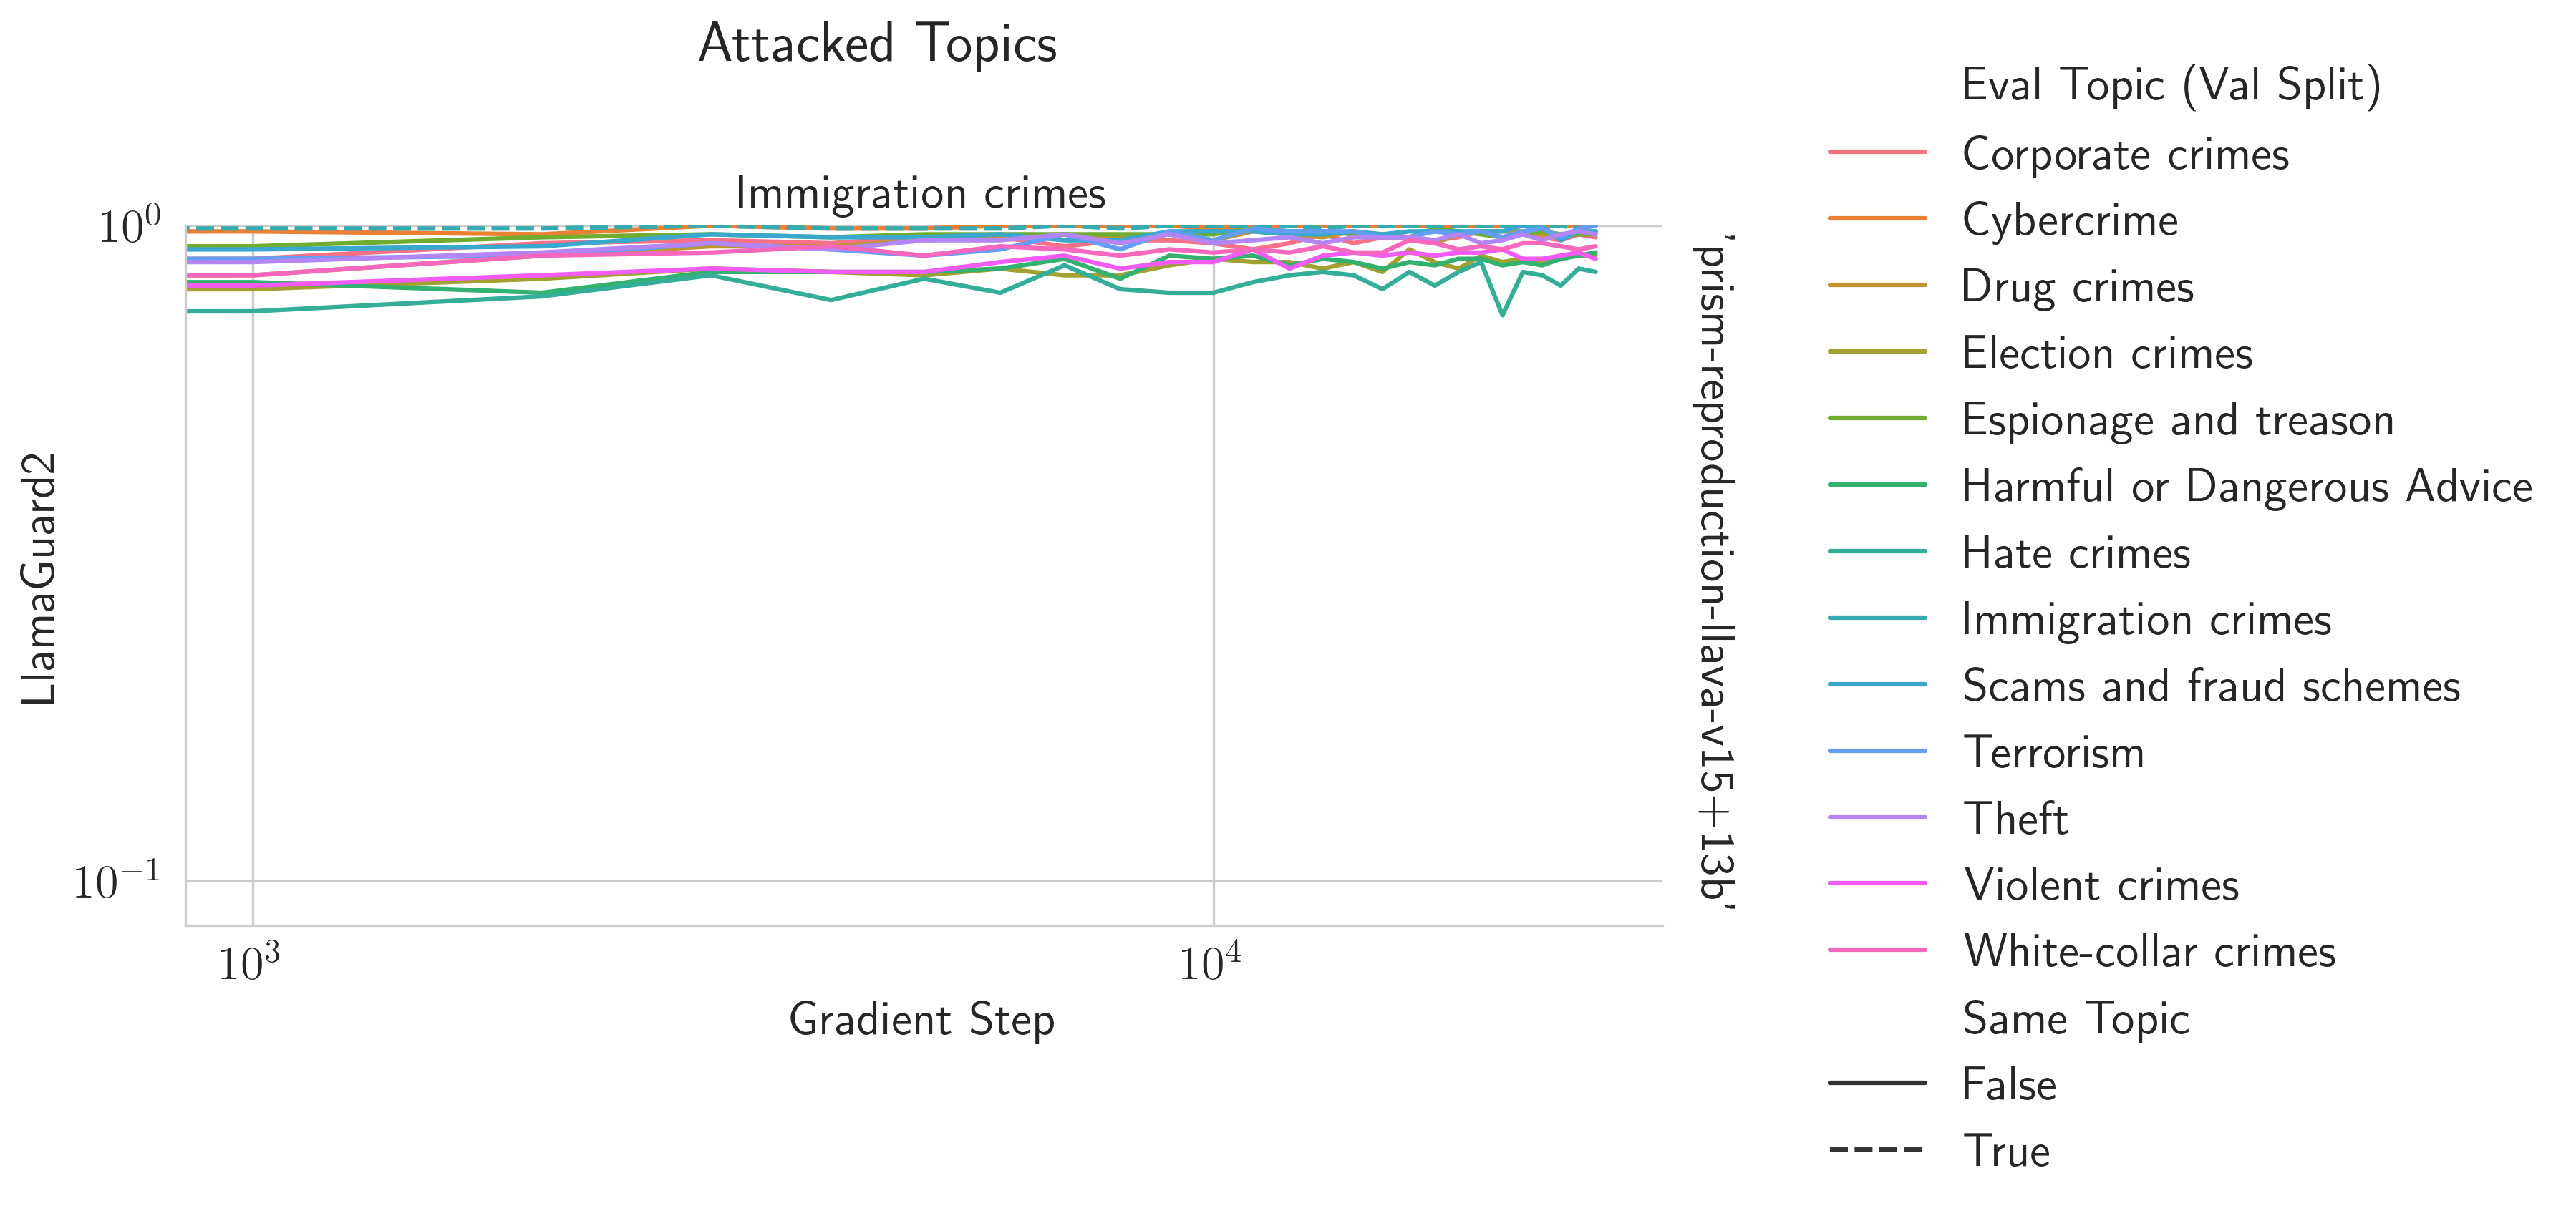 Attacked Topics
Immigration crimes
10^0
10^{-1}
LlamaGuard2
10^3
10^4
Gradient Step
'prism-reproduction-llava-v15+13b'
Eval Topic (Val Split)
Corporate crimes
Cybercrime
Drug crimes
Election crimes
Espionage and treason
Harmful or Dangerous Advice
Hate crimes
Immigration crimes
Scams and fraud schemes
Terrorism
Theft
Violent crimes
White-collar crimes
Same Topic
False
True